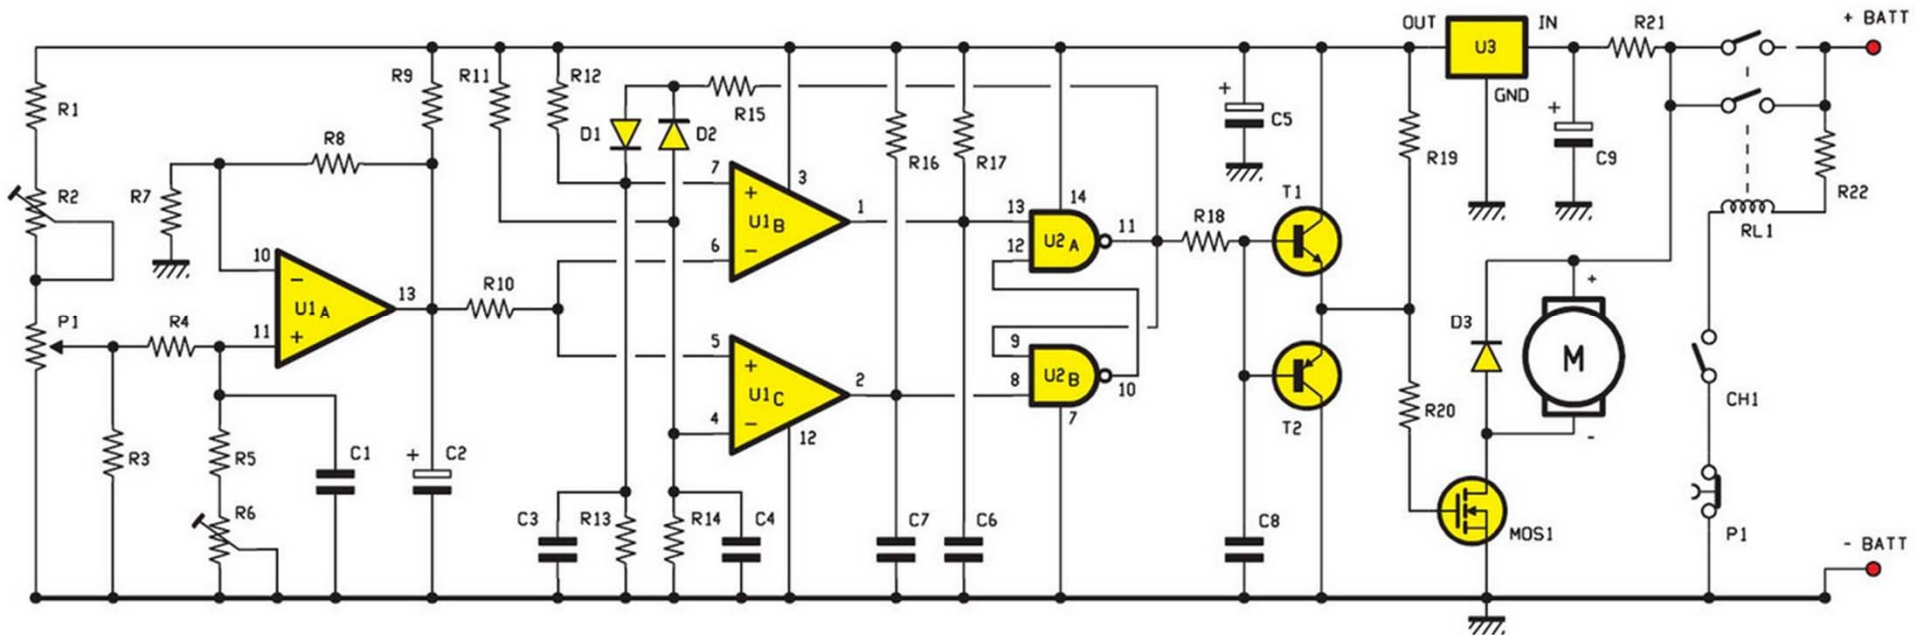 OUT
U3
IN
GND
R21
+ BATT
R1
R2
P1
R7
R8
R9
R11
R12
R15
D1
D2
R4
R3
10
−
U1A
11
+
13
R10
R5
R6
C1
+
C2
7
+
3
U1B
6
−
1
5
+
U1C
4
−
12
2
C3
R13
R14
C4
R16
R17
C7
C6
13
12
14
U2A
11
9
8
U2B
10
7
R18
+
C5
C8
T1
T2
R19
R20
+
C9
R22
RL1
D3
+
M
-
MOS1
CH1
P1
- BATT